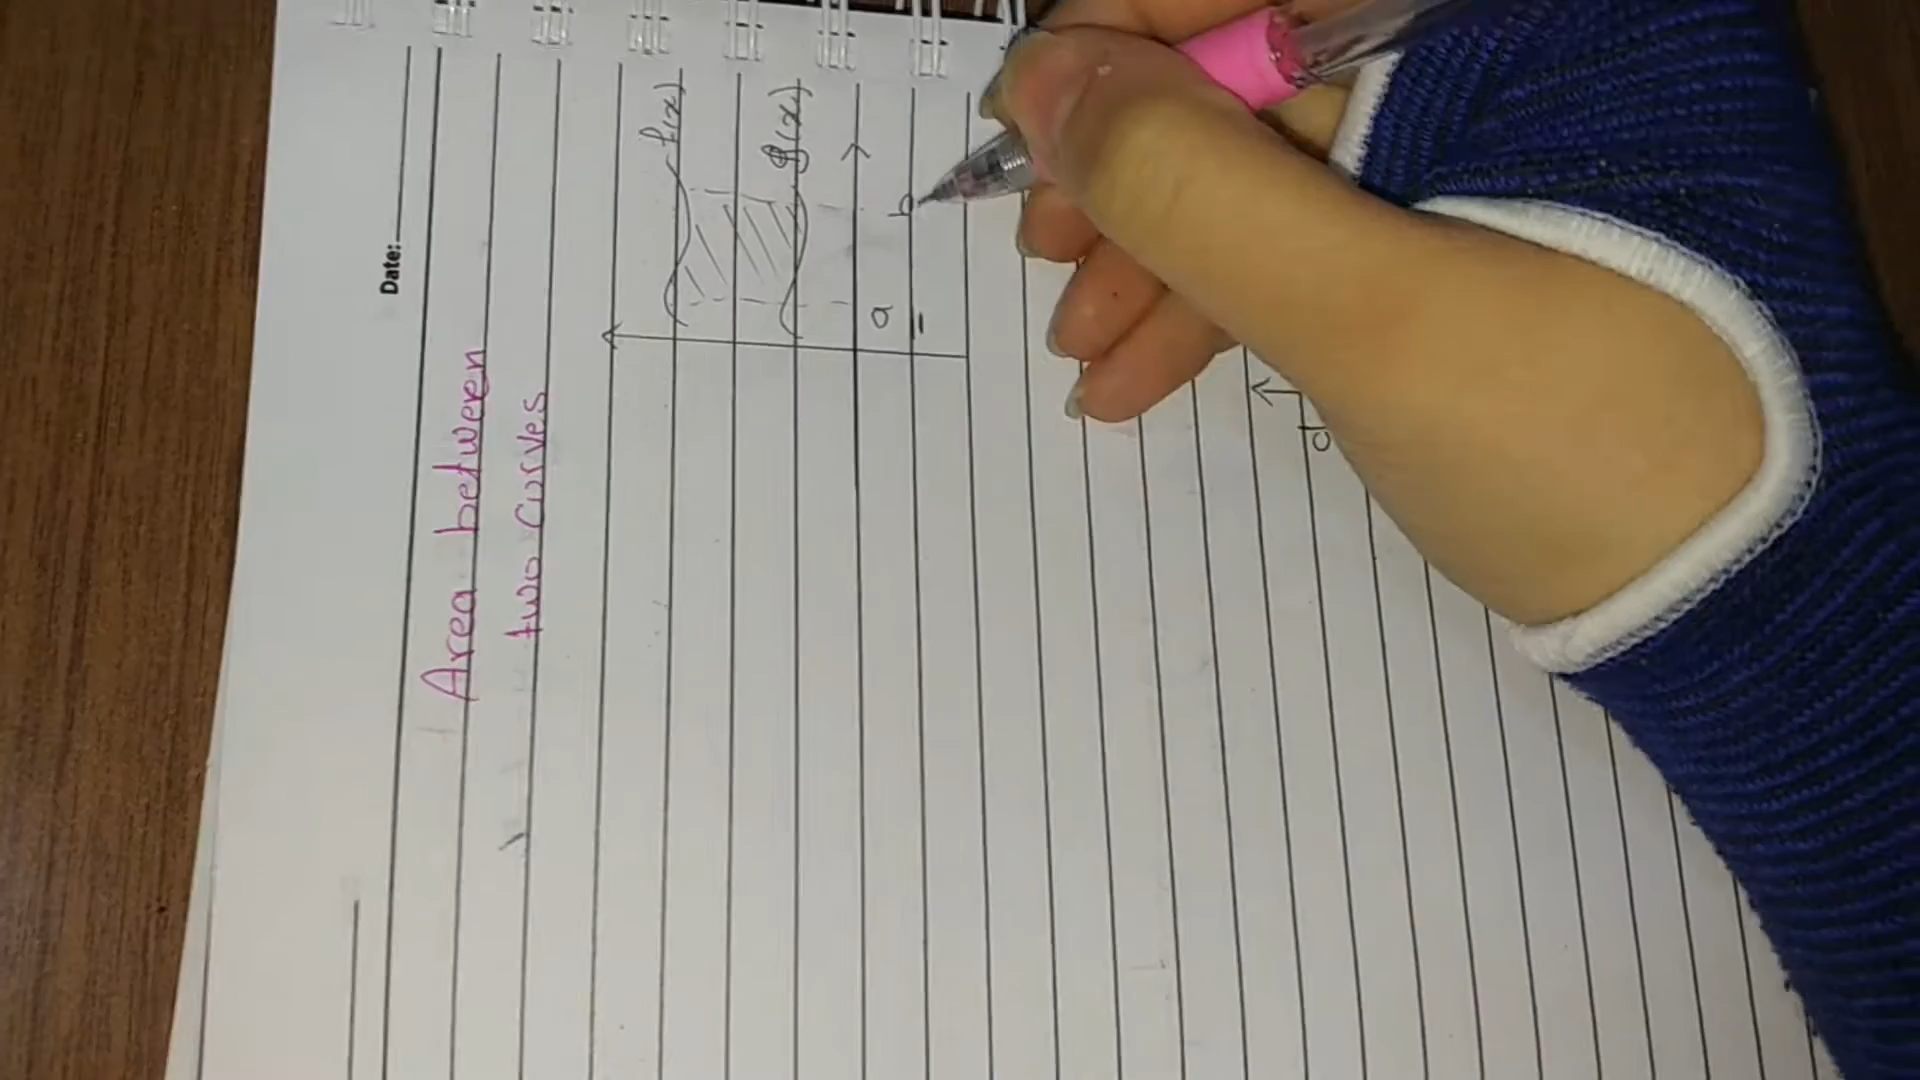 Date:
Area between
two curves
f(x)
g(x)
a
b
d